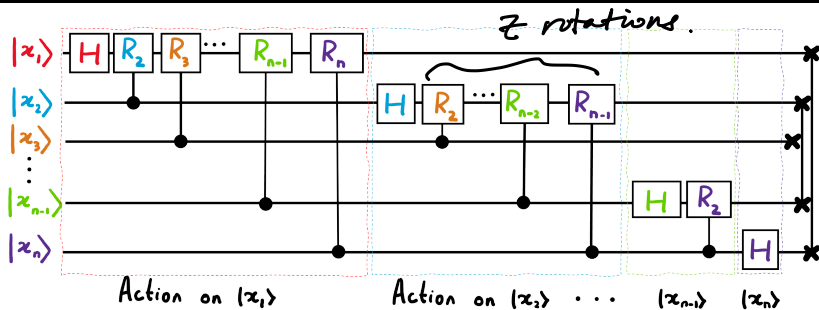 Z rotations.
|x₁⟩ H R₂ R₃ ··· Rₙ₋₁ Rₙ
|x₂⟩ H R₂ ··· Rₙ₋₂ Rₙ₋₁
|x₃⟩
⋮
|xₙ₋₁⟩ H R₂
|xₙ⟩ H
Action on |x₁⟩ Action on |x₂⟩ ··· |xₙ₋₁⟩ |xₙ⟩